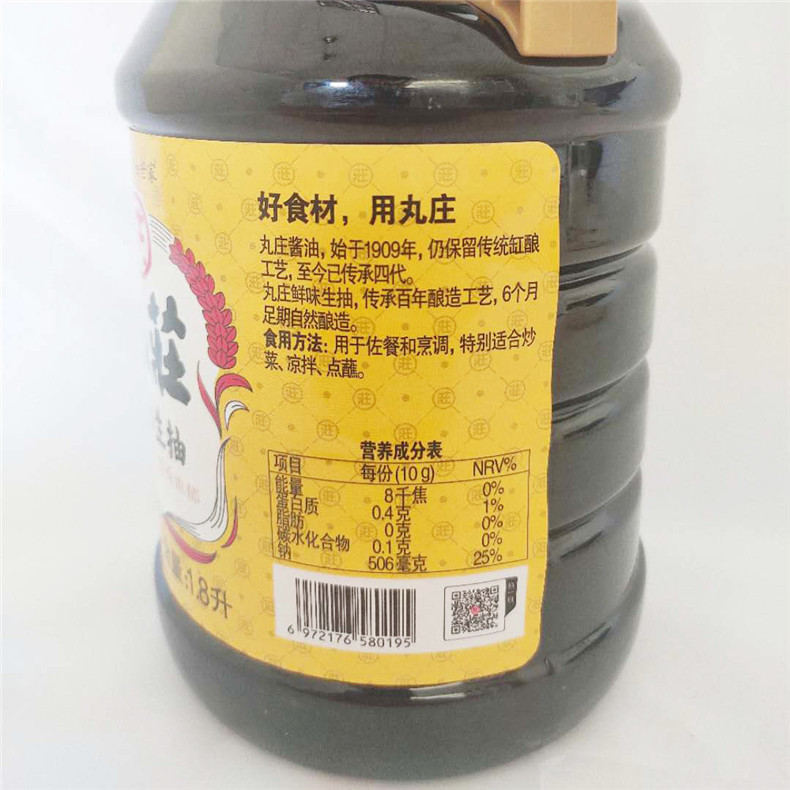 好食材，用丸庄
丸庄酱油，始于1909年，仍保留传统缸酿
工艺，至今已传承四代。
丸庄鲜味生抽，传承百年酿造工艺，6个月
足期自然酿造。
食用方法：用于佐餐和烹调，特别适合炒
菜、凉拌、点蘸。
莊
生抽
营养成分表
项目 每份(10g) NRV%
能量 8千焦 0%
蛋白质 0.4克 1%
脂肪 0克 0%
碳水化合物 0.1克 0%
钠 506毫克 25%
:1.8升
6 972176 580195